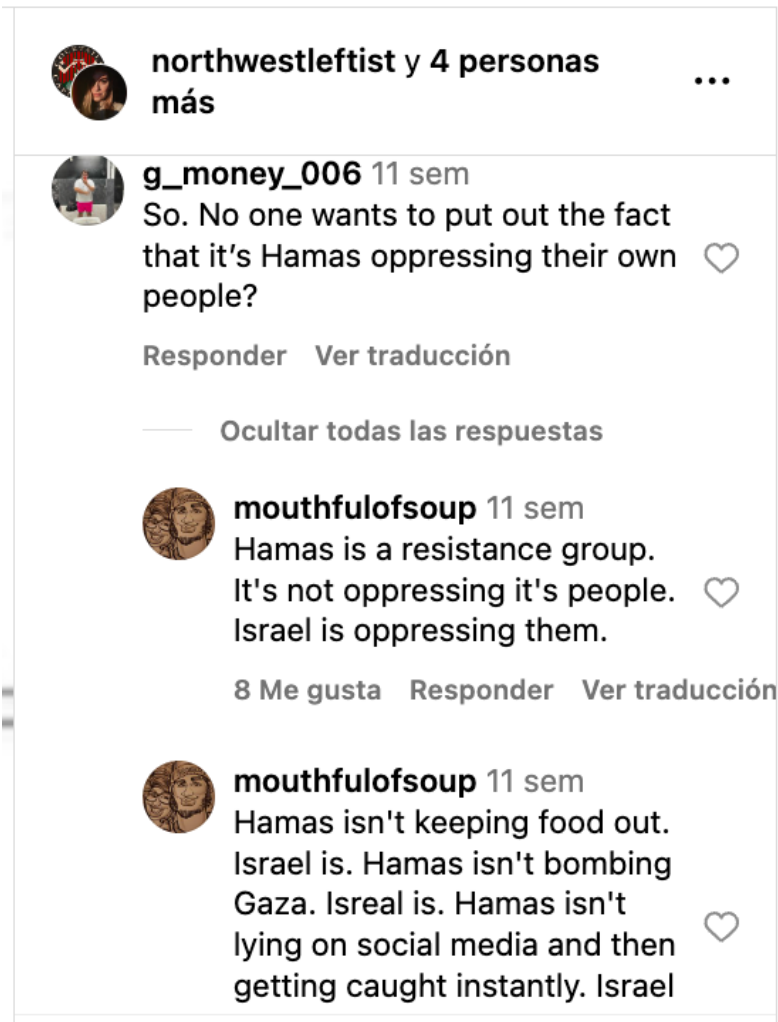 northwestleftist y 4 personas
más
g_money_006 11 sem
So. No one wants to put out the fact
that it’s Hamas oppressing their own
people?
Responder Ver traducción
Ocultar todas las respuestas
mouthfulofsoup 11 sem
Hamas is a resistance group.
It's not oppressing it's people.
Israel is oppressing them.
8 Me gusta Responder Ver traducción
mouthfulofsoup 11 sem
Hamas isn't keeping food out.
Israel is. Hamas isn't bombing
Gaza. Isreal is. Hamas isn't
lying on social media and then
getting caught instantly. Israel